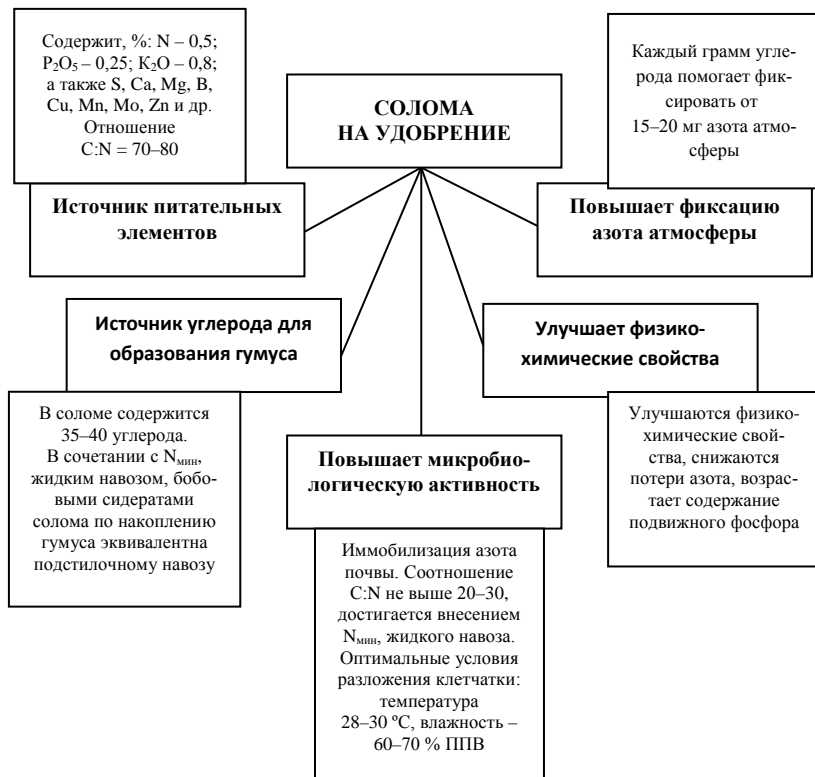 Содержит, %: N – 0,5;
P₂O₅ – 0,25; K₂O – 0,8;
а также S, Ca, Mg, B,
Cu, Mn, Mo, Zn и др.
Отношение
C:N = 70–80
Источник питательных
элементов
СОЛОМА
НА УДОБРЕНИЕ
Каждый грамм угле-
рода помогает фик-
сировать от
15–20 мг азота атмо-
сферы
Повышает фиксацию
азота атмосферы
Источник углерода для
образования гумуса
В соломе содержится
35–40 углерода.
В сочетании с Nмин,
жидким навозом, бобо-
выми сидератами
солома по накоплению
гумуса эквивалентна
подстилочному навозу
Повышает микробио-
логическую активность
Иммобилизация азота
почвы. Соотношение
C:N не выше 20–30,
достигается внесением
Nмин, жидкого навоза.
Оптимальные условия
разложения клетчатки:
температура
28–30 ºС, влажность –
60–70 % ППВ
Улучшает физико-
химические свойства
Улучшаются физико-
химические свой-
ства, снижаются
потери азота, возрас-
тает содержание
подвижного фосфора